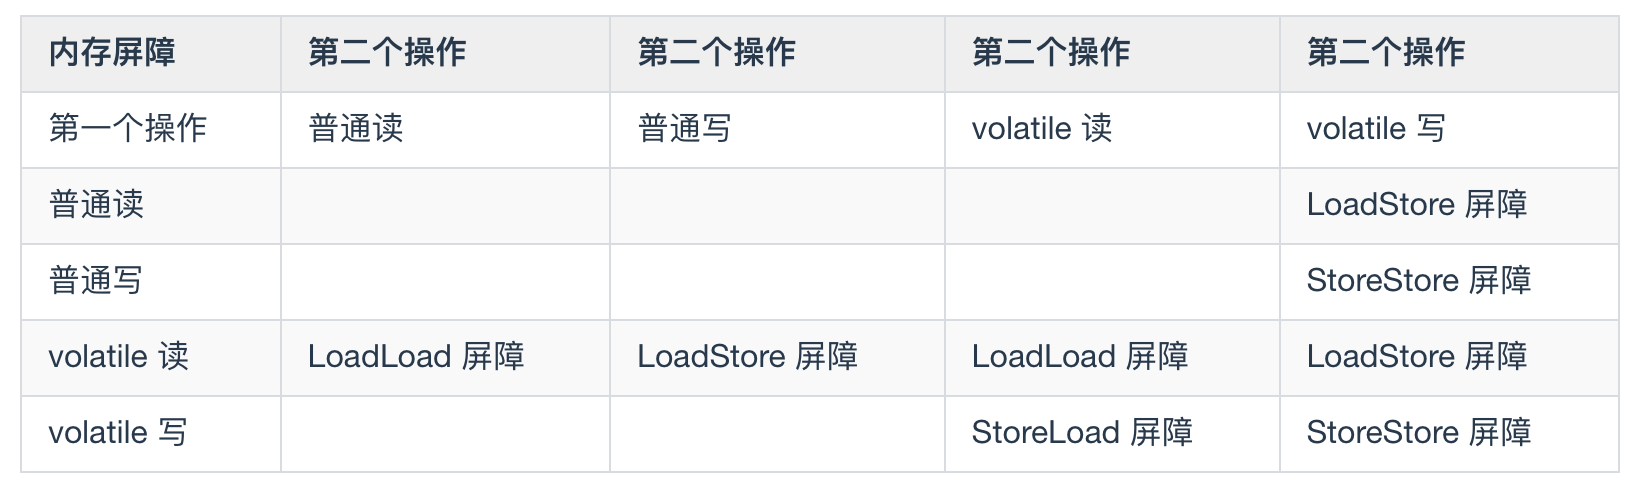 内存屏障 第二个操作 第二个操作 第二个操作 第二个操作
第一个操作 普通读 普通写 volatile 读 volatile 写
普通读 LoadStore 屏障
普通写 StoreStore 屏障
volatile 读 LoadLoad 屏障 LoadStore 屏障 LoadLoad 屏障 LoadStore 屏障
volatile 写 StoreLoad 屏障 StoreStore 屏障